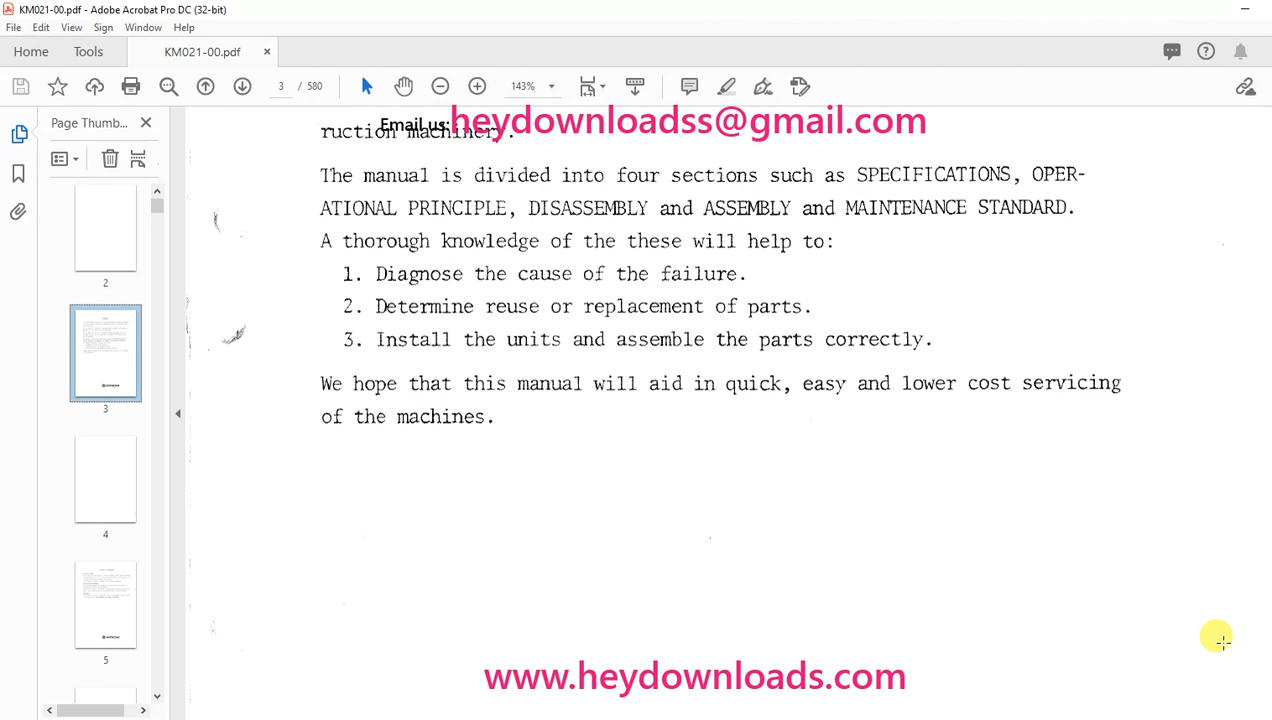 KM021-00.pdf - Adobe Acrobat Pro DC (32-bit)
File Edit View Sign Window Help
Home Tools KM021-00.pdf ×
3 / 580 143%
Page Thumb...
Email us: heydownloadss@gmail.com
ruction machinery.
The manual is divided into four sections such as SPECIFICATIONS, OPER-
ATIONAL PRINCIPLE, DISASSEMBLY and ASSEMBLY and MAINTENANCE STANDARD.
A thorough knowledge of the these will help to:
1. Diagnose the cause of the failure.
2. Determine reuse or replacement of parts.
3. Install the units and assemble the parts correctly.
We hope that this manual will aid in quick, easy and lower cost servicing
of the machines.
2
3
4
5
www.heydownloads.com